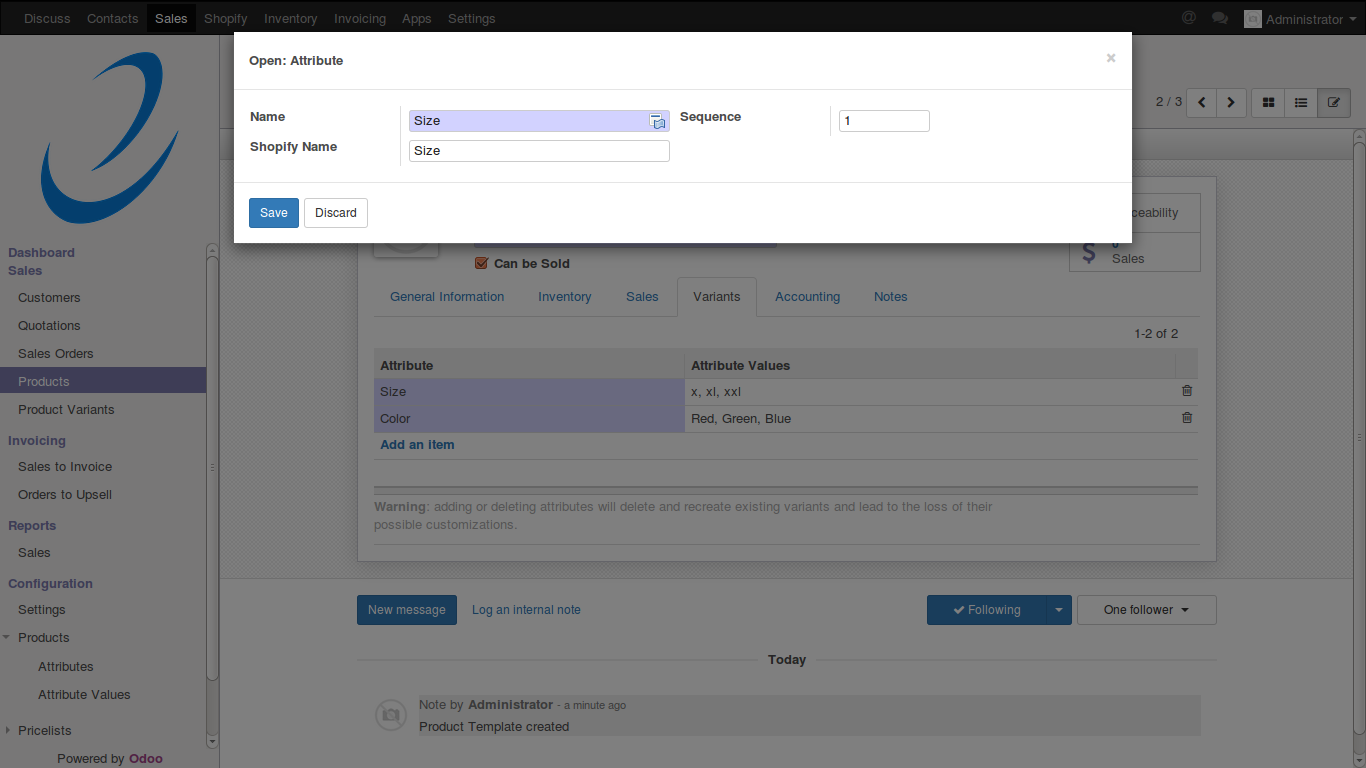 Discuss Contacts Sales Shopify Inventory Invoicing Apps Settings @ Administrator
Open: Attribute ×
Name Size Sequence 1
Shopify Name Size
Save Discard
2 / 3
Dashboard
Sales
Customers
Quotations
Sales Orders
Products
Product Variants
Invoicing
Sales to Invoice
Orders to Upsell
Reports
Sales
Configuration
Settings
Products
Attributes
Attribute Values
Pricelists
Powered by Odoo
ceability
$ 0
Sales
Can be Sold
General Information Inventory Sales Variants Accounting Notes
1-2 of 2
Attribute Attribute Values
Size x, xl, xxl
Color Red, Green, Blue
Add an item
Warning: adding or deleting attributes will delete and recreate existing variants and lead to the loss of their
possible customizations.
New message Log an internal note Following One follower
Today
Note by Administrator - a minute ago
Product Template created